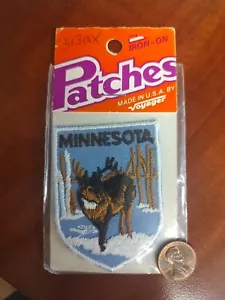 IRON-ON
Patches
MADE IN U.S.A. BY
Voyager
MINNESOTA